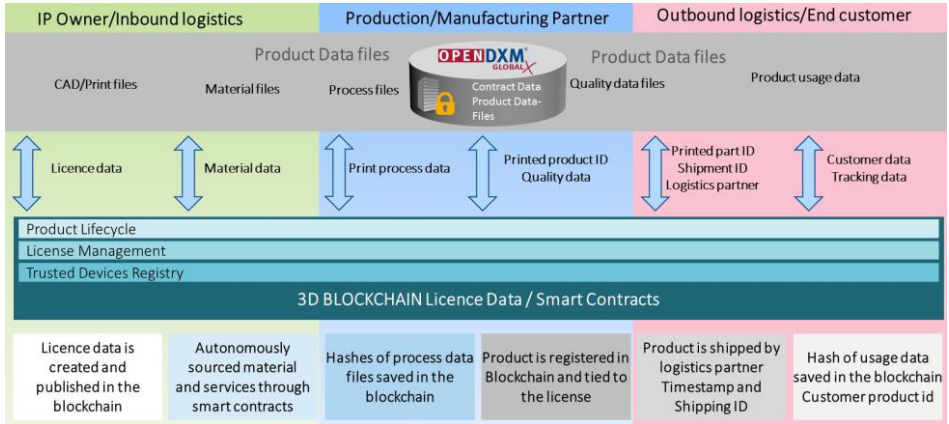 IP Owner/Inbound logistics
Production/Manufacturing Partner
Outbound logistics/End customer
Product Data files
OPENDXM
GLOBAL X
Product Data files
CAD/Print files
Material files
Process files
Contract Data
Product Data-
Files
Quality data files
Product usage data
Licence data
Material data
Print process data
Printed product ID
Quality data
Printed part ID
Shipment ID
Logistics partner
Customer data
Tracking data
Product Lifecycle
License Management
Trusted Devices Registry
3D BLOCKCHAIN Licence Data / Smart Contracts
Licence data is
created and
published in the
blockchain
Autonomously
sourced material
and services through
smart contracts
Hashes of process data
files saved in the
blockchain
Product is registered in
Blockchain and tied to
the license
Product is shipped by
logistics partner
Timestamp and
Shipping ID
Hash of usage data
saved in the blockchain
Customer product id